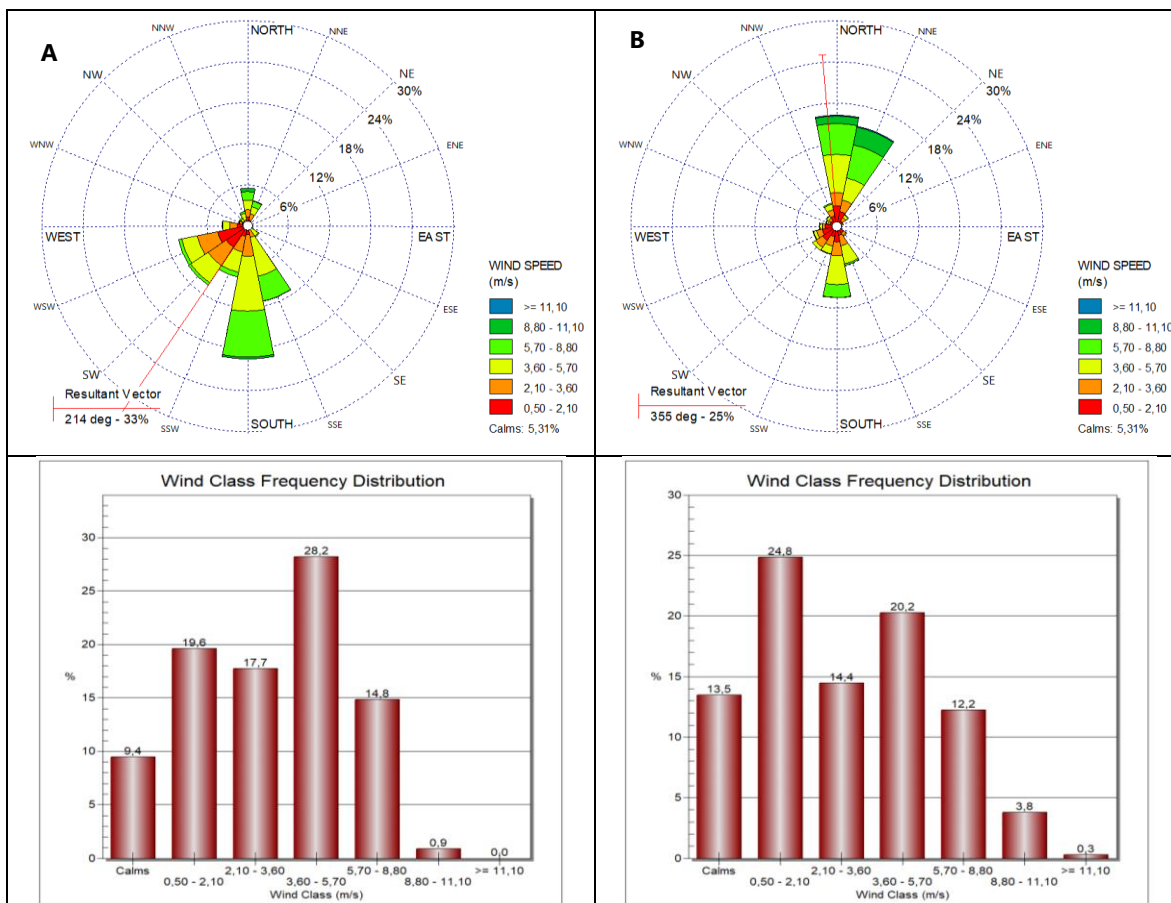 A
NORTH
NNW
NNE
NW
NE
30%
24%
WNW
18%
ENE
12%
6%
WEST
EAST
WIND SPEED
(m/s)
WSW
ESE
>= 11,10
8,80 - 11,10
5,70 - 8,80
3,60 - 5,70
2,10 - 3,60
0,50 - 2,10
Calms: 5,31%
SW
SE
Resultant Vector
214 deg - 33%
SSW
SOUTH
SSE
B
NORTH
NNW
NNE
NW
NE
30%
24%
WNW
18%
ENE
12%
6%
WEST
EAST
WIND SPEED
(m/s)
WSW
ESE
>= 11,10
8,80 - 11,10
5,70 - 8,80
3,60 - 5,70
2,10 - 3,60
0,50 - 2,10
Calms: 5,31%
SW
SE
Resultant Vector
355 deg - 25%
SSW
SOUTH
SSE
Wind Class Frequency Distribution
30
25
20
15
10
5
0
%
9,4
19,6
17,7
28,2
14,8
0,9
0,0
Calms
0,50 - 2,10
2,10 - 3,60
3,60 - 5,70
5,70 - 8,80
8,80 - 11,10
>= 11,10
Wind Class (m/s)
Wind Class Frequency Distribution
30
25
20
15
10
5
0
%
13,5
24,8
14,4
20,2
12,2
3,8
0,3
Calms
0,50 - 2,10
2,10 - 3,60
3,60 - 5,70
5,70 - 8,80
8,80 - 11,10
>= 11,10
Wind Class (m/s)